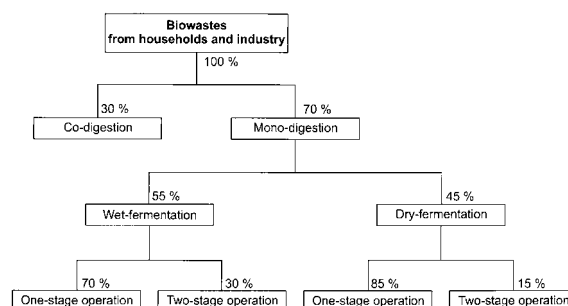 Biowastes
from households and industry
100 %
30 %
70 %
Co-digestion
Mono-digestion
55 %
45 %
Wet-fermentation
Dry-fermentation
70 %
30 %
85 %
15 %
One-stage operation
Two-stage operation
One-stage operation
Two-stage operation